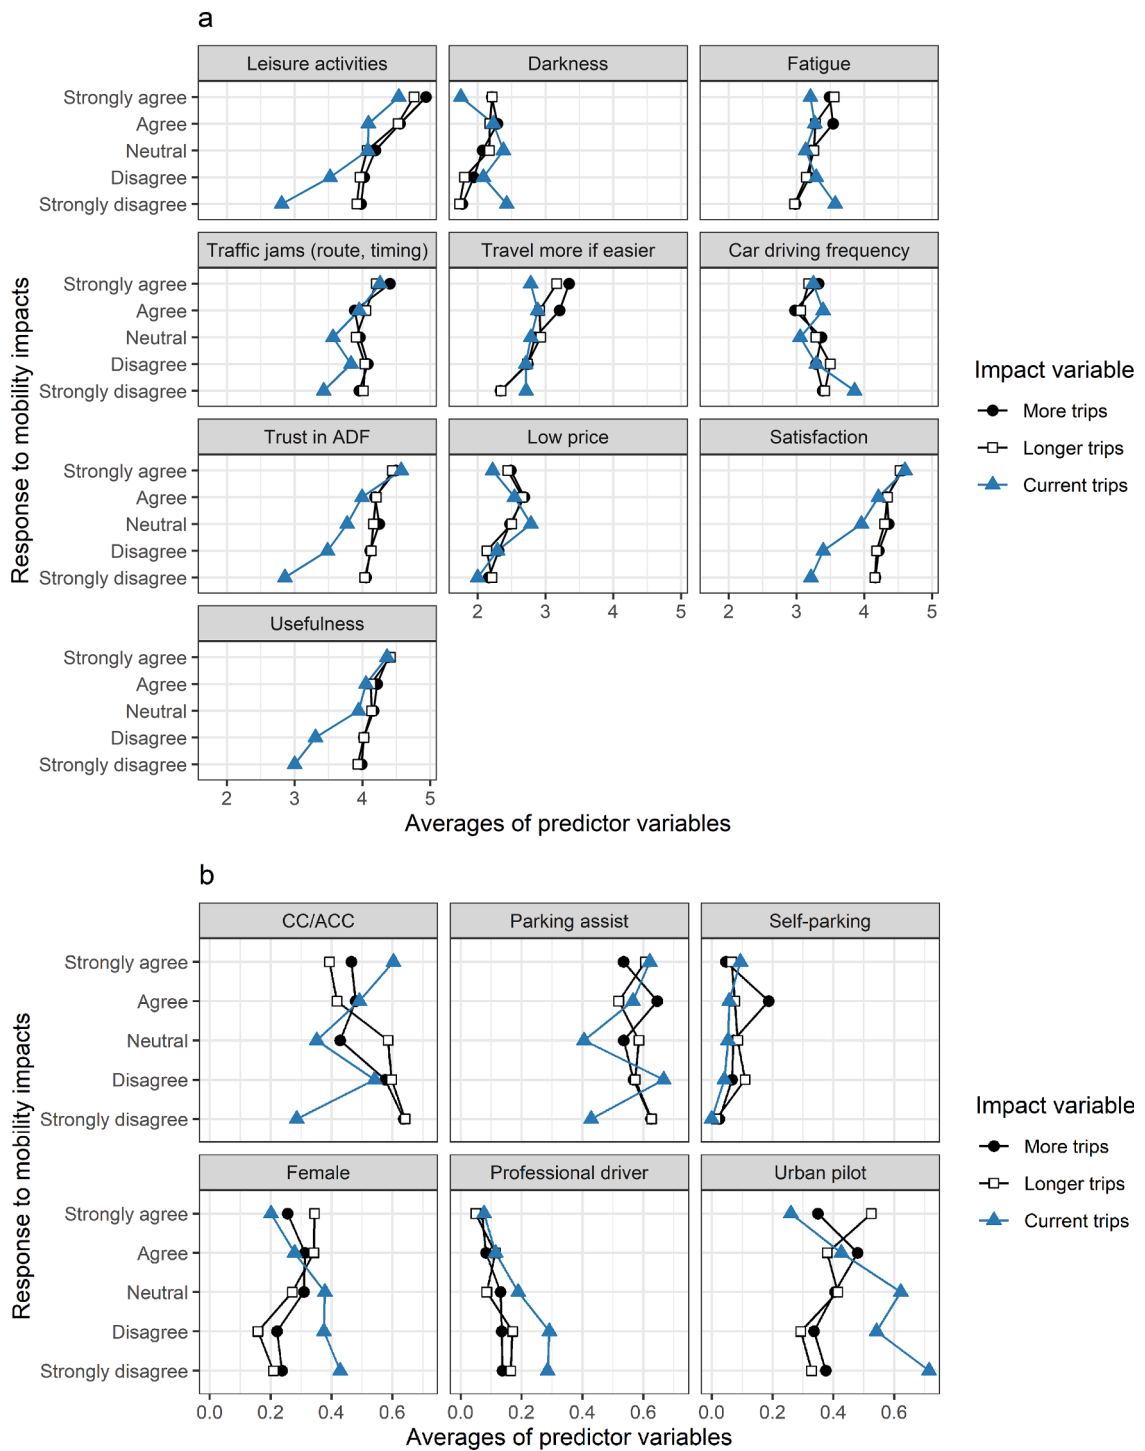 a
Leisure activities
Darkness
Fatigue
Strongly agree
Agree
Neutral
Disagree
Strongly disagree
Traffic jams (route, timing)
Travel more if easier
Car driving frequency
Strongly agree
Agree
Neutral
Disagree
Strongly disagree
Trust in ADF
Low price
Satisfaction
Strongly agree
Agree
Neutral
Disagree
Strongly disagree
2 3 4 5
2 3 4 5
Usefulness
Strongly agree
Agree
Neutral
Disagree
Strongly disagree
2 3 4 5
Averages of predictor variables
Response to mobility impacts
Impact variable
More trips
Longer trips
Current trips
b
CC/ACC
Parking assist
Self-parking
Strongly agree
Agree
Neutral
Disagree
Strongly disagree
Female
Professional driver
Urban pilot
Strongly agree
Agree
Neutral
Disagree
Strongly disagree
0.0 0.2 0.4 0.6
0.0 0.2 0.4 0.6
0.0 0.2 0.4 0.6
Averages of predictor variables
Response to mobility impacts
Impact variable
More trips
Longer trips
Current trips